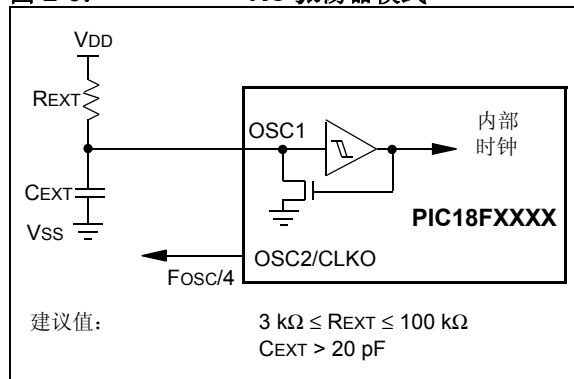 VDD
REXT
OSC1
内部
时钟
CEXT
PIC18FXXXX
VSS
OSC2/CLKO
FOSC/4
建议值: 3 kΩ ≤ REXT ≤ 100 kΩ
CEXT > 20 pF